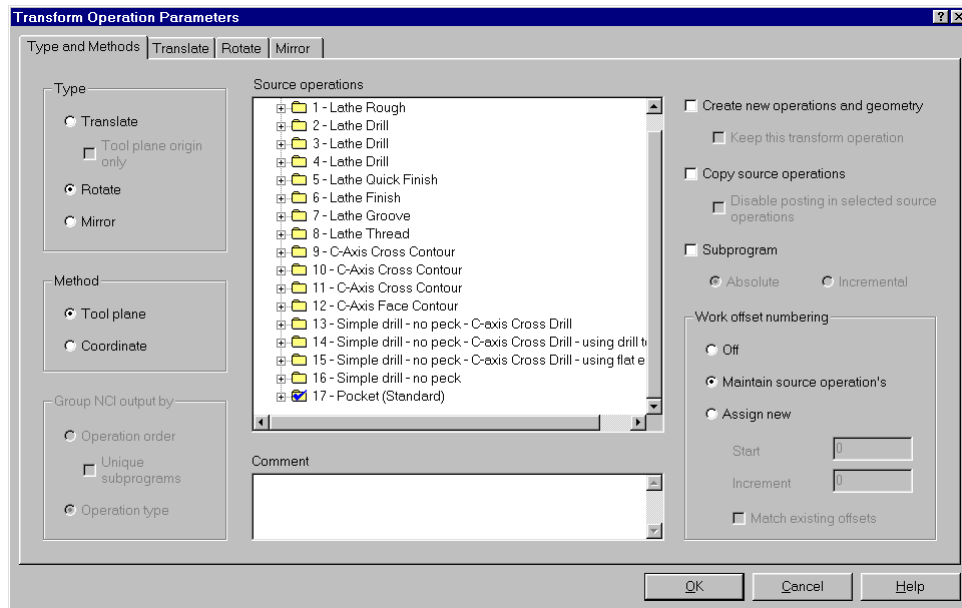 Transform Operation Parameters
Type and Methods
Translate
Rotate
Mirror
Type
Translate
Tool plane origin
only
Rotate
Mirror
Method
Tool plane
Coordinate
Group NCI output by
Operation order
Unique
subprograms
Operation type
Source operations
1 - Lathe Rough
2 - Lathe Drill
3 - Lathe Drill
4 - Lathe Drill
5 - Lathe Quick Finish
6 - Lathe Finish
7 - Lathe Groove
8 - Lathe Thread
9 - C-Axis Cross Contour
10 - C-Axis Cross Contour
11 - C-Axis Cross Contour
12 - C-Axis Face Contour
13 - Simple drill - no peck - C-axis Cross Drill
14 - Simple drill - no peck - C-axis Cross Drill - using drill t
15 - Simple drill - no peck - C-axis Cross Drill - using flat e
16 - Simple drill - no peck
17 - Pocket (Standard)
Comment
Create new operations and geometry
Keep this transform operation
Copy source operations
Disable posting in selected source
operations
Subprogram
Absolute
Incremental
Work offset numbering
Off
Maintain source operation's
Assign new
Start
0
Increment
0
Match existing offsets
OK
Cancel
Help